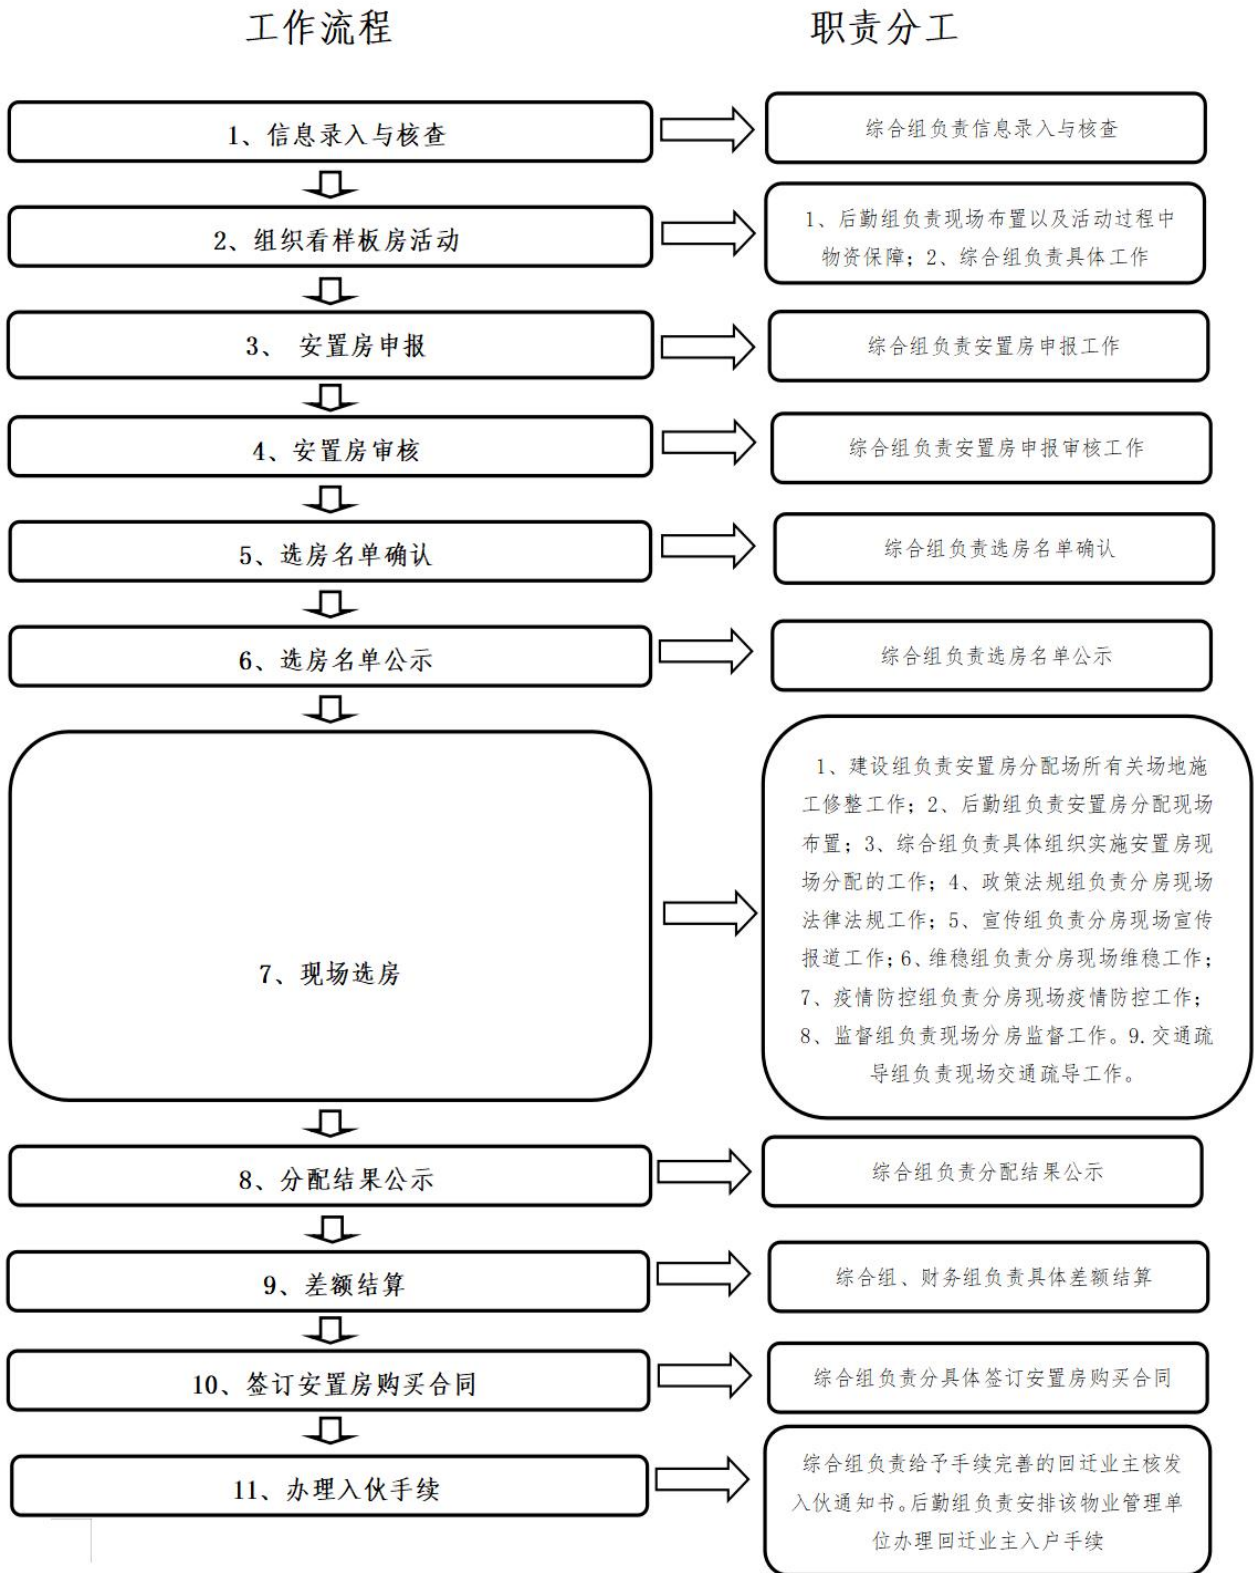 工作流程
职责分工
1、信息录入与核查
综合组负责信息录入与核查
2、组织看样板房活动
1、后勤组负责现场布置以及活动过程中
物资保障；2、综合组负责具体工作
3、 安置房申报
综合组负责安置房申报工作
4、安置房审核
综合组负责安置房申报审核工作
5、选房名单确认
综合组负责选房名单确认
6、选房名单公示
综合组负责选房名单公示
7、现场选房
1、建设组负责安置房分配场所有关场地施
工修整工作；2、后勤组负责安置房分配现场
布置；3、综合组负责具体组织实施安置房现
场分配的工作；4、政策法规组负责分房现场
法律法规工作；5、宣传组负责分房现场宣传
报道工作；6、维稳组负责分房现场维稳工作；
7、疫情防控组负责分房现场疫情防控工作；
8、监督组负责现场分房监督工作。9.交通疏
导组负责现场交通疏导工作。
8、分配结果公示
综合组负责分配结果公示
9、差额结算
综合组、财务组负责具体差额结算
10、签订安置房购买合同
综合组负责分具体签订安置房购买合同
11、办理入伙手续
综合组负责给予手续完善的回迁业主核发
入伙通知书。后勤组负责安排该物业管理单
位办理回迁业主入户手续